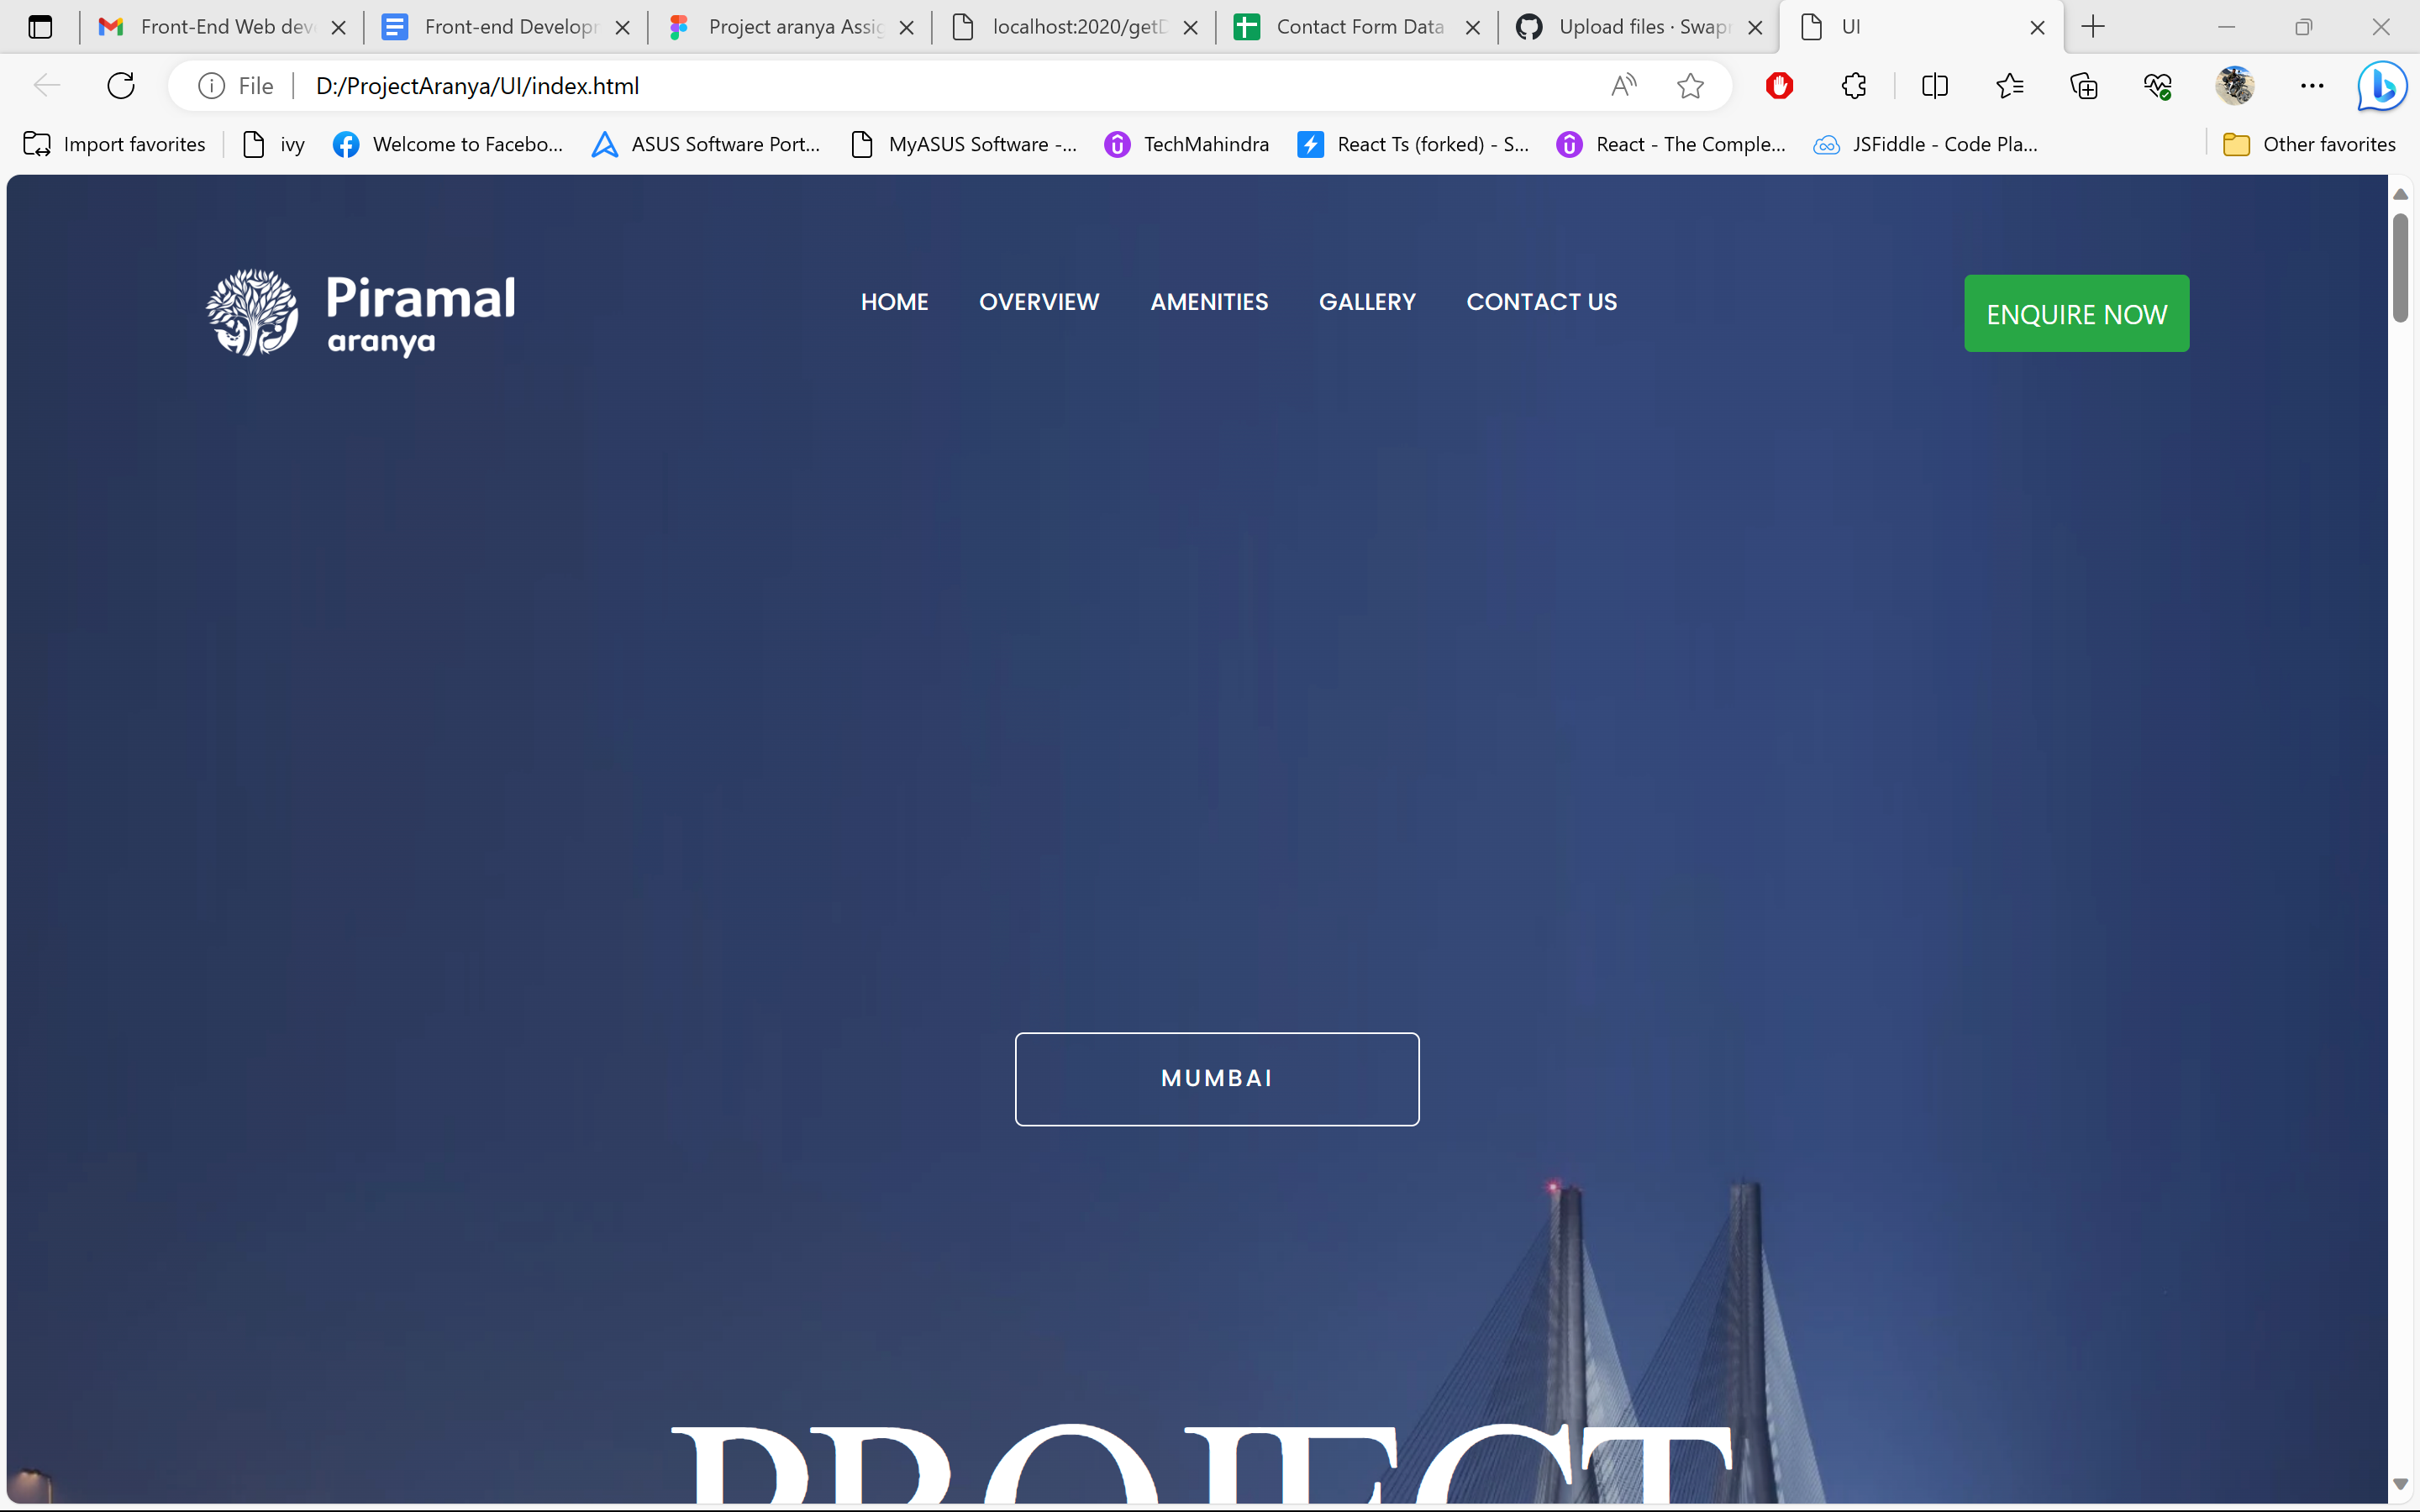 Front-End Web dev
Front-end Developr
Project aranya Assig
localhost:2020/getD
Contact Form Data
Upload files · Swapn
UI
File
D:/ProjectAranya/UI/index.html
Import favorites
ivy
Welcome to Facebo...
ASUS Software Port...
MyASUS Software -...
TechMahindra
React Ts (forked) - S...
React - The Comple...
JSFiddle - Code Pla...
Other favorites
Piramal
aranya
HOME
OVERVIEW
AMENITIES
GALLERY
CONTACT US
ENQUIRE NOW
MUMBAI
PROJECT